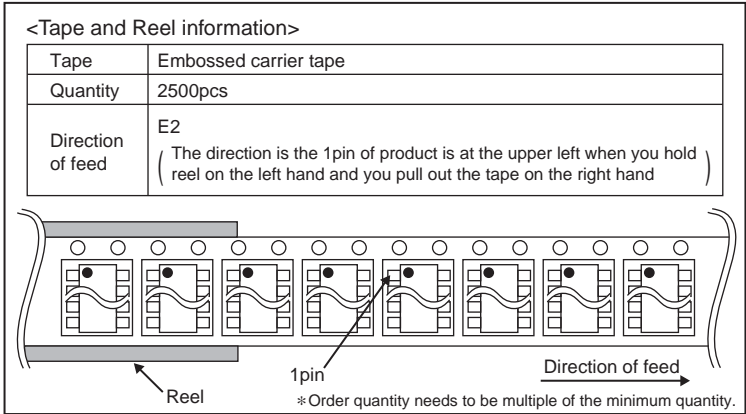 <Tape and Reel information>
Tape Embossed carrier tape
Quantity 2500pcs
Direction of feed E2
( The direction is the 1pin of product is at the upper left when you hold
reel on the left hand and you pull out the tape on the right hand )
Reel
1pin
Direction of feed
*Order quantity needs to be multiple of the minimum quantity.